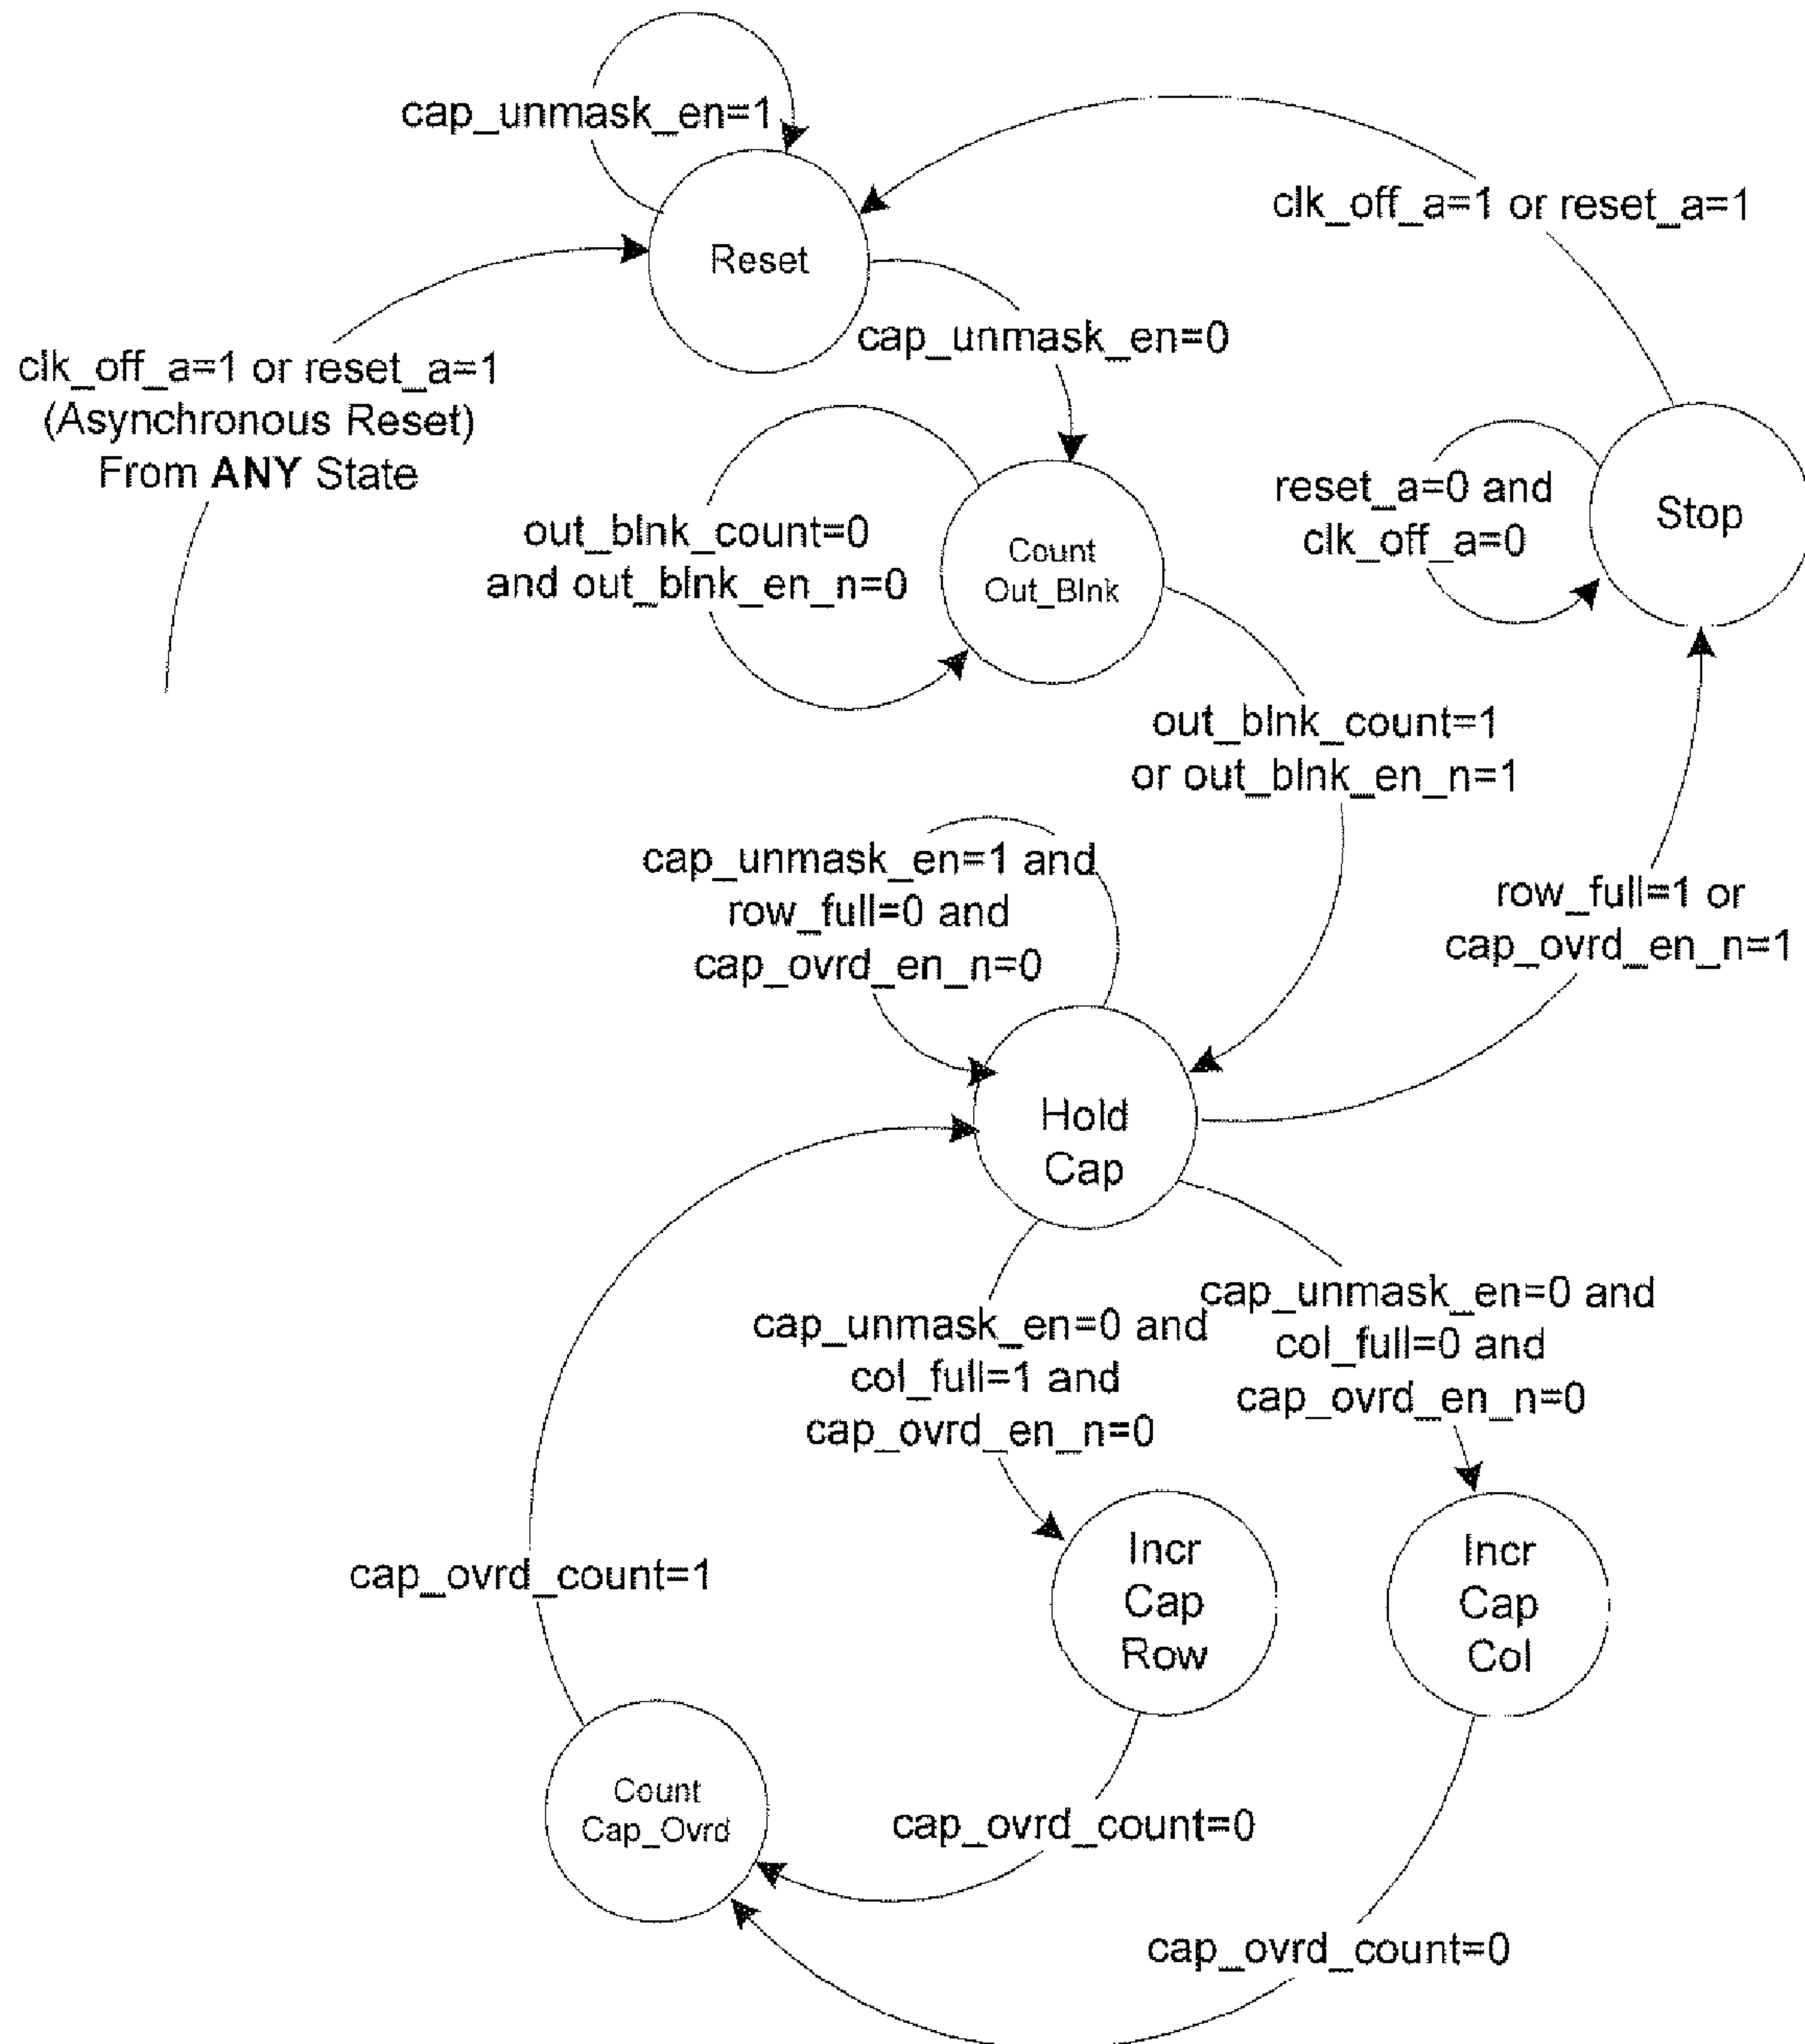 cap_unmask_en=1
clk_off_a=1 or reset_a=1
Reset
cap_unmask_en=0
clk_off_a=1 or reset_a=1
(Asynchronous Reset)
From ANY State
reset_a=0 and
clk_off_a=0
Stop
out_blnk_count=0
and out_blnk_en_n=0
Count
Out_Blnk
out_blnk_count=1
or out_blnk_en_n=1
cap_unmask_en=1 and
row_full=0 and
cap_ovrd_en_n=0
row_full=1 or
cap_ovrd_en_n=1
Hold
Cap
cap_unmask_en=0 and
col_full=1 and
cap_ovrd_en_n=0
cap_unmask_en=0 and
col_full=0 and
cap_ovrd_en_n=0
cap_ovrd_count=1
Incr
Cap
Row
Incr
Cap
Col
Count
Cap_Ovrd
cap_ovrd_count=0
cap_ovrd_count=0